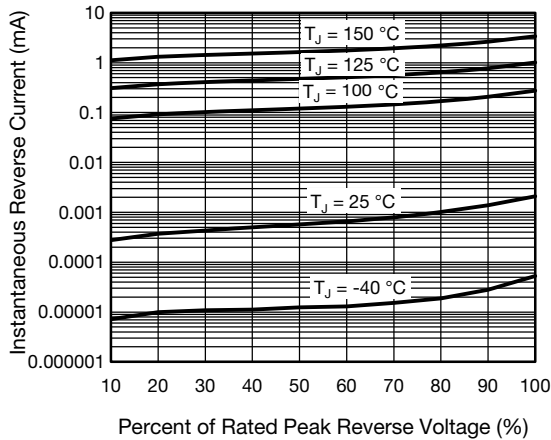 Instantaneous Reverse Current (mA)
10
1
0.1
0.01
0.001
0.0001
0.00001
0.000001
T_J = 150 °C
T_J = 125 °C
T_J = 100 °C
T_J = 25 °C
T_J = -40 °C
10 20 30 40 50 60 70 80 90 100
Percent of Rated Peak Reverse Voltage (%)